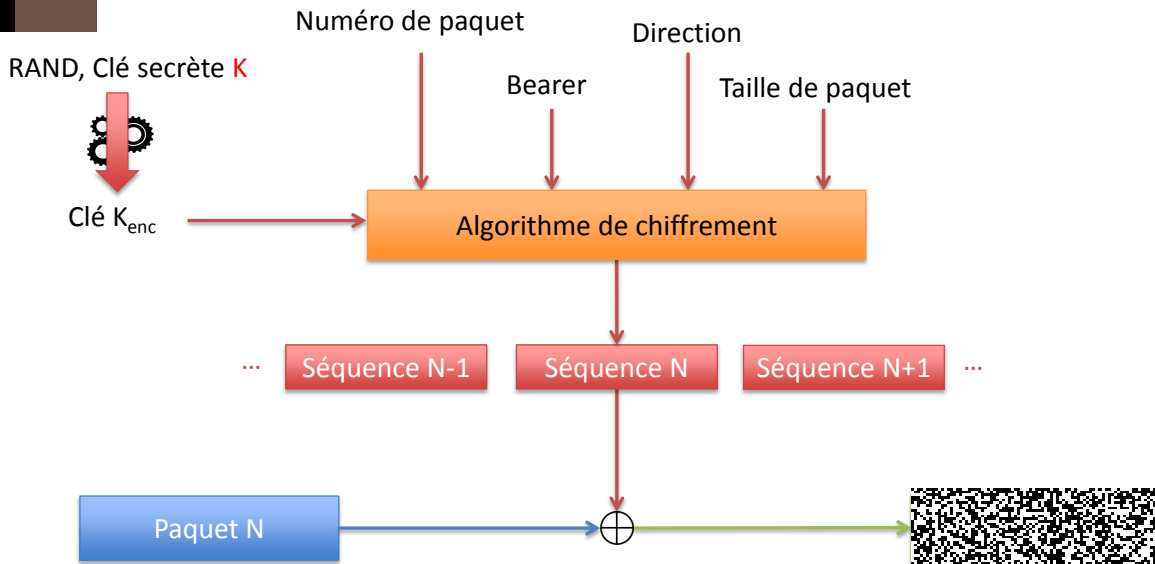 Numéro de paquet
Direction
RAND, Clé secrète K
Bearer
Taille de paquet
Clé Kenc
Algorithme de chiffrement
... Séquence N-1 Séquence N Séquence N+1 ...
Paquet N